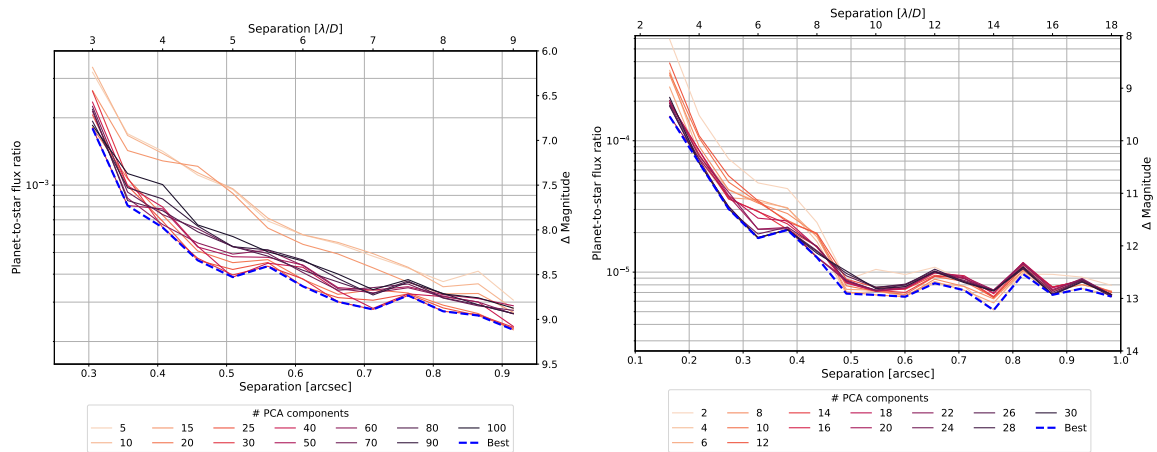 Separation [λ/D]
3 4 5 6 7 8 9
Planet-to-star flux ratio
10⁻³
6.0
6.5
7.0
7.5
8.0
8.5
9.0
9.5
Δ Magnitude
0.3 0.4 0.5 0.6 0.7 0.8 0.9
Separation [arcsec]
# PCA components
5 15 25 40 60 80 100
10 20 30 50 70 90 Best
Separation [λ/D]
2 4 6 8 10 12 14 16 18
Planet-to-star flux ratio
10⁻⁴
10⁻⁵
8
9
10
11
12
13
14
Δ Magnitude
0.1 0.2 0.3 0.4 0.5 0.6 0.7 0.8 0.9 1.0
Separation [arcsec]
# PCA components
2 8 14 18 22 26 30
4 10 16 20 24 28 Best
6 12